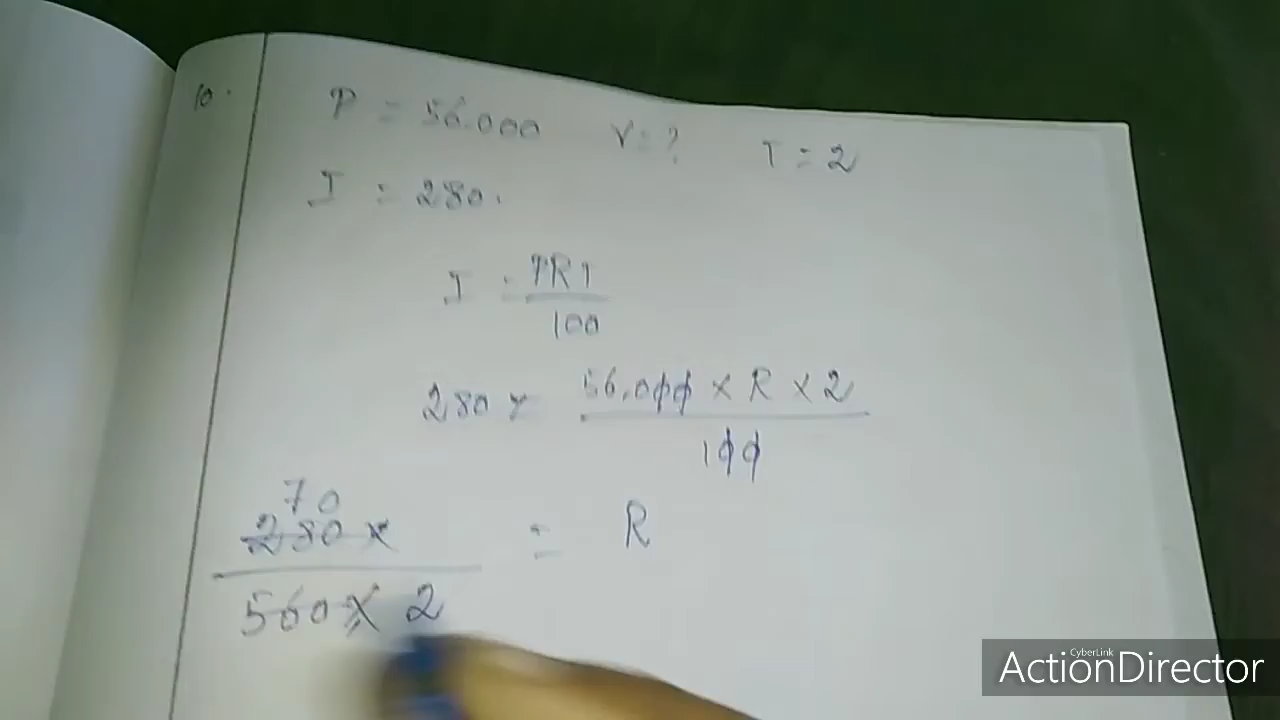 10. P = 56.000 r = ? T = 2
I = 280.
I = PRT
100
280 × 56.000 × R × 2
100
70
280 × = R
560 × 2
CyberLink
ActionDirector